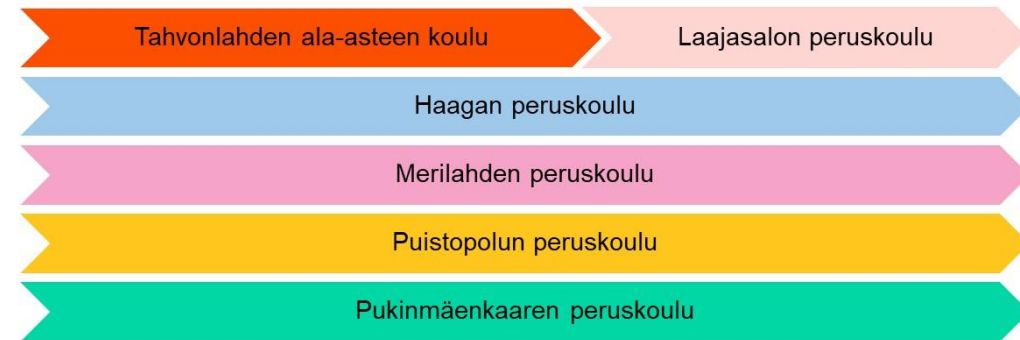 Tahvonlahden ala-asteen koulu
Laajasalon peruskoulu
Haagan peruskoulu
Merilahden peruskoulu
Puistopolun peruskoulu
Pukinmäenkaaren peruskoulu